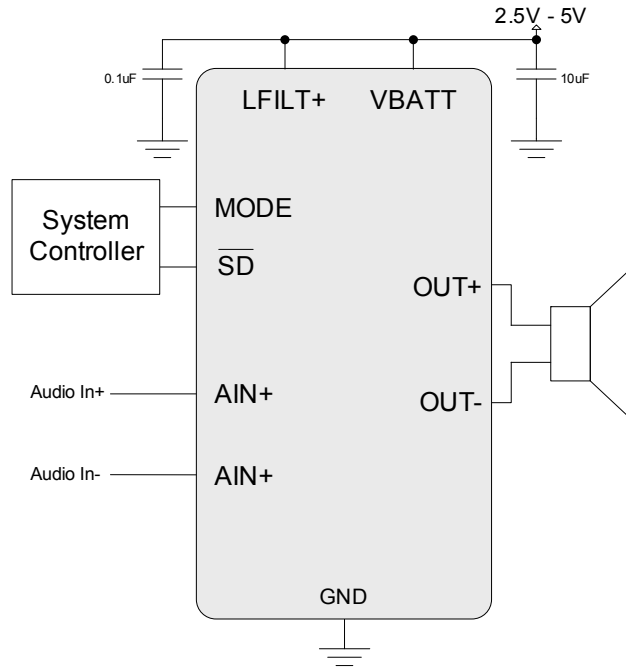 2.5V - 5V
0.1uF
10uF
LFILT+ VBATT
System
Controller
MODE
SD
OUT+
OUT-
Audio In+
AIN+
Audio In-
AIN+
GND